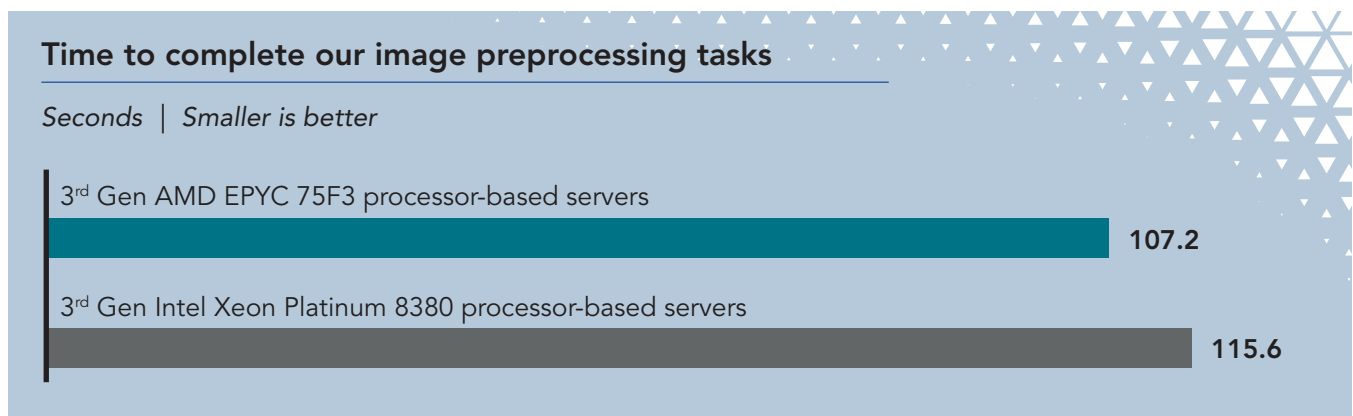 Time to complete our image preprocessing tasks
Seconds | Smaller is better
3rd Gen AMD EPYC 75F3 processor-based servers
107.2
3rd Gen Intel Xeon Platinum 8380 processor-based servers
115.6